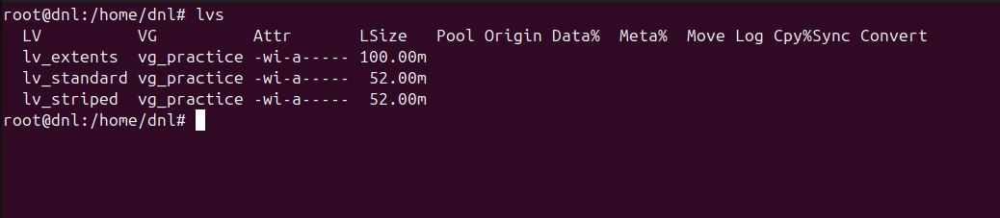 root@dnl:/home/dnl# lvs
  LV          VG          Attr       LSize   Pool Origin Data%  Meta%  Move Log Cpy%Sync Convert
  lv_extents  vg_practice -wi-a----- 100.00m
  lv_standard vg_practice -wi-a-----  52.00m
  lv_striped  vg_practice -wi-a-----  52.00m
root@dnl:/home/dnl#